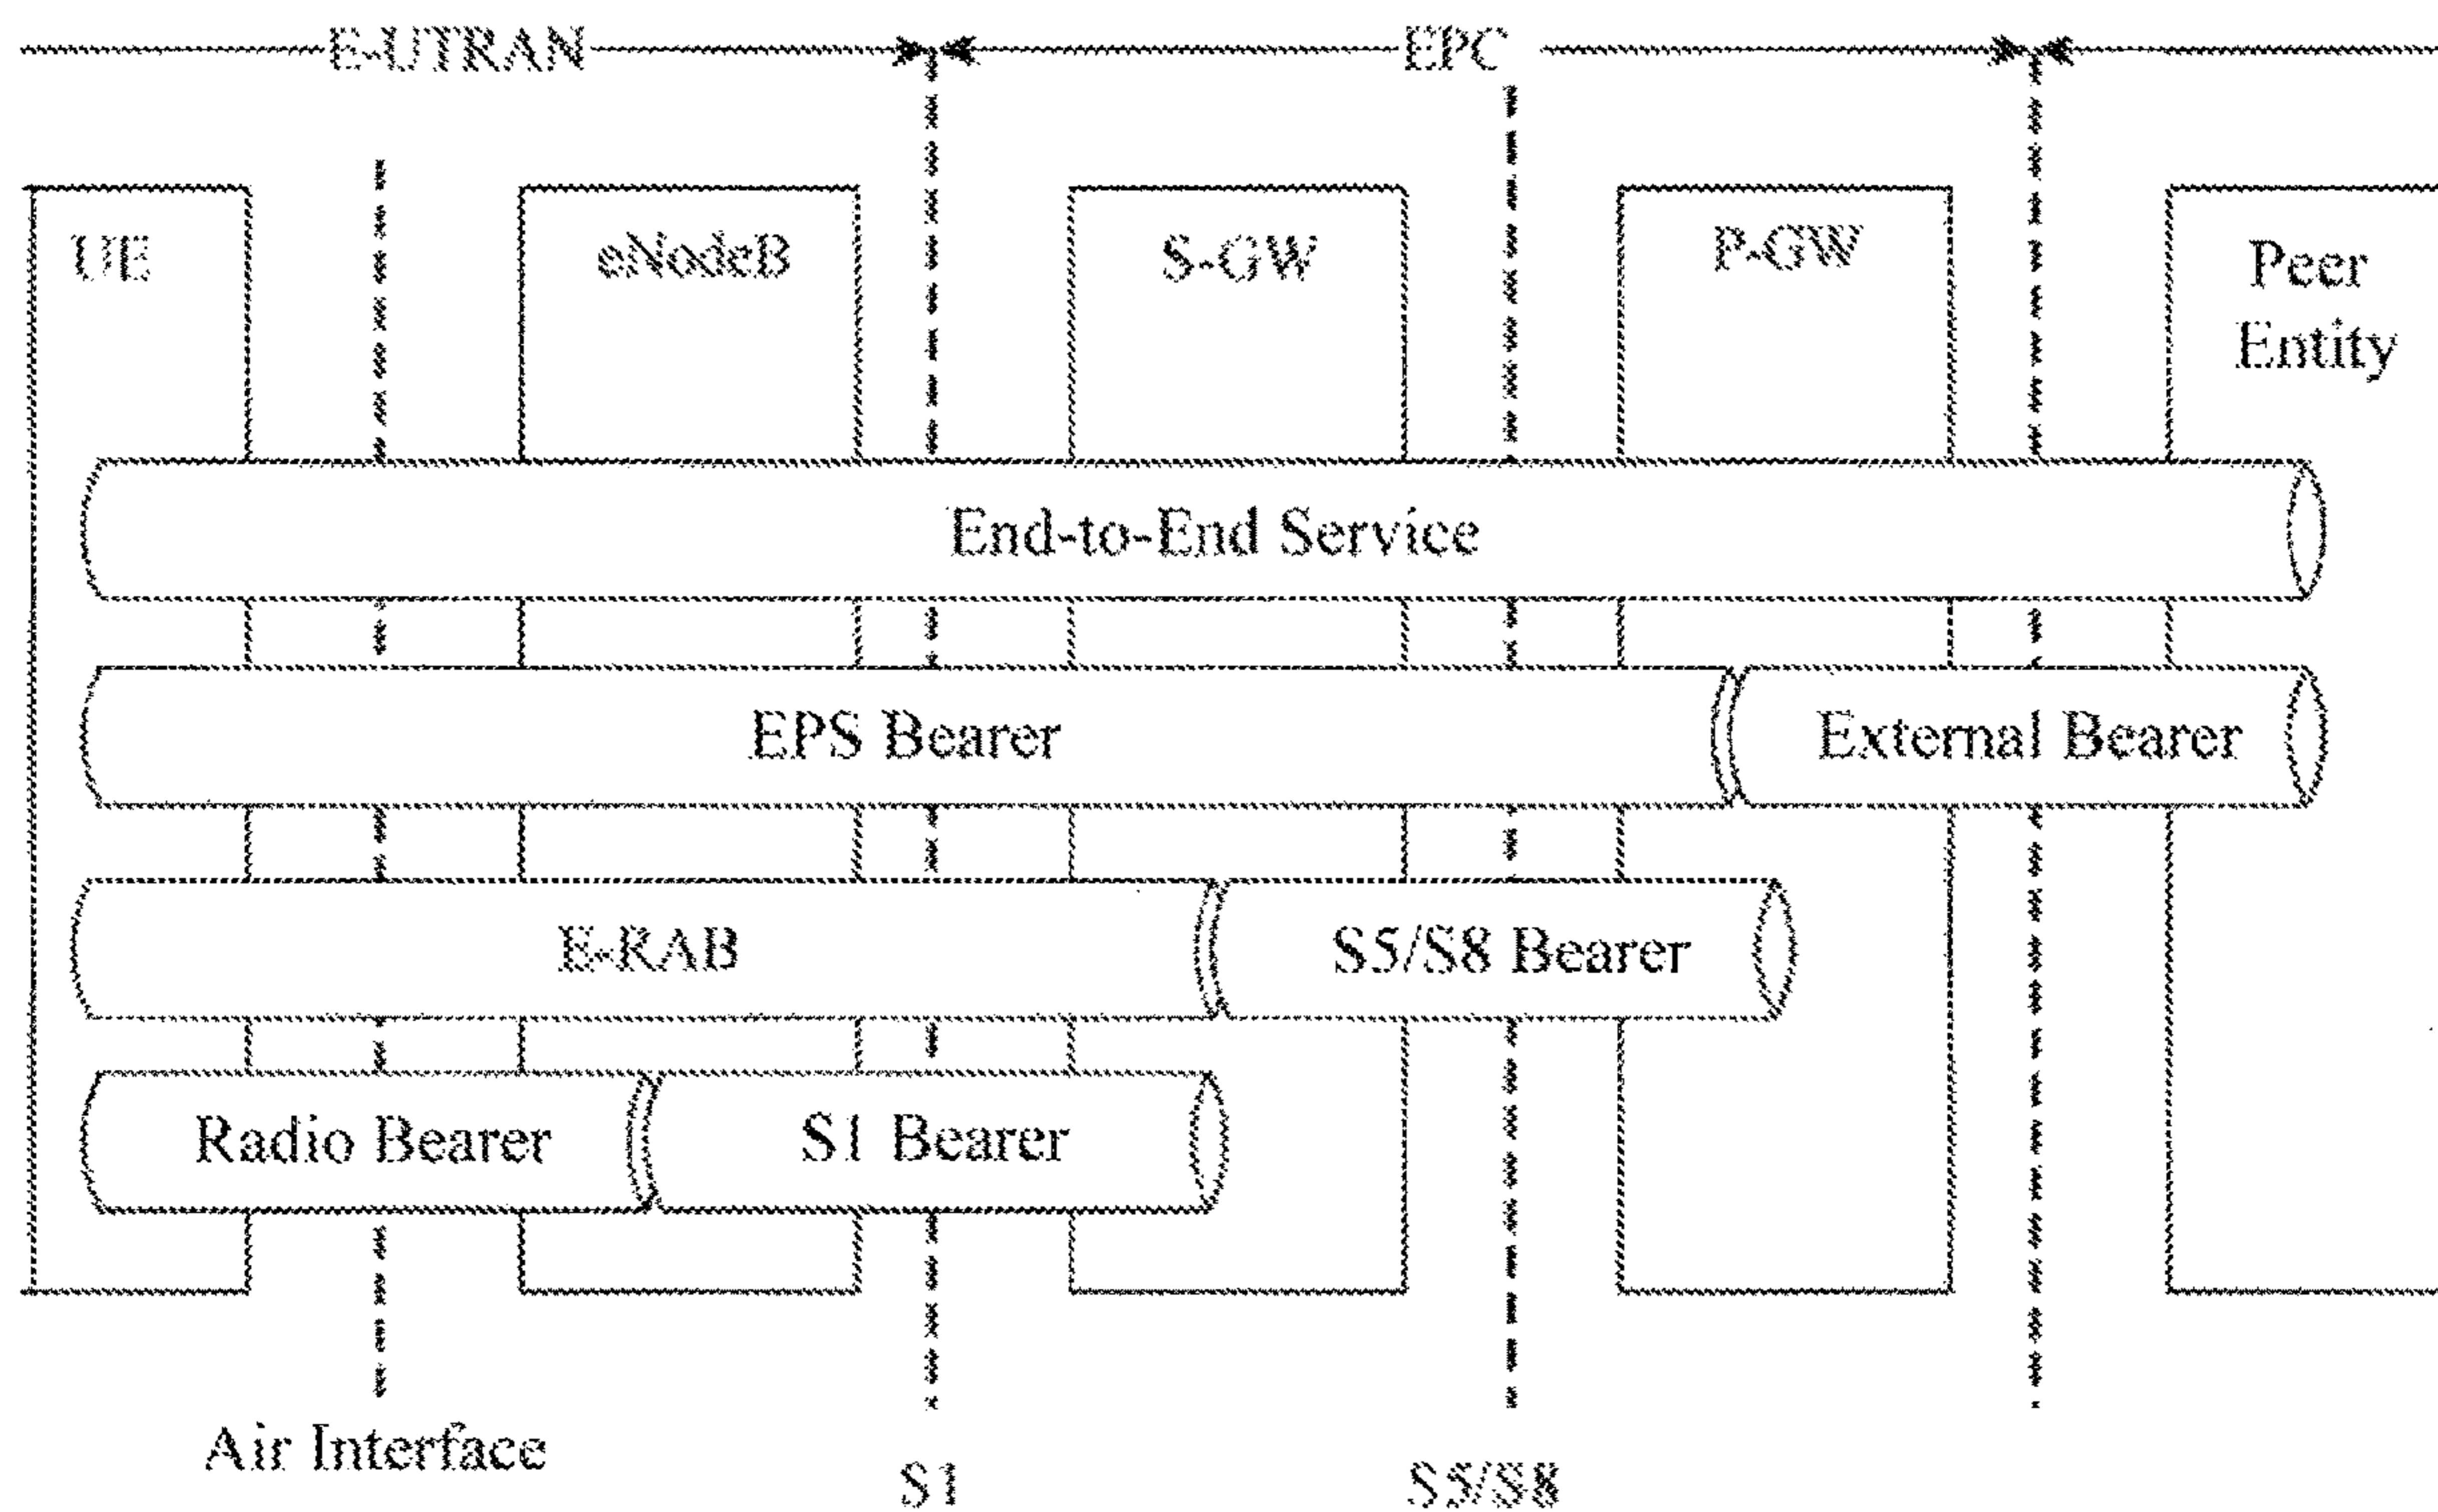 E-UTRAN
EPC
UE
eNodeB
S-GW
P-GW
Peer
Entity
End-to-End Service
EPS Bearer
External Bearer
E-RAB
S5/S8 Bearer
Radio Bearer
S1 Bearer
Air Interface
S1
S5/S8